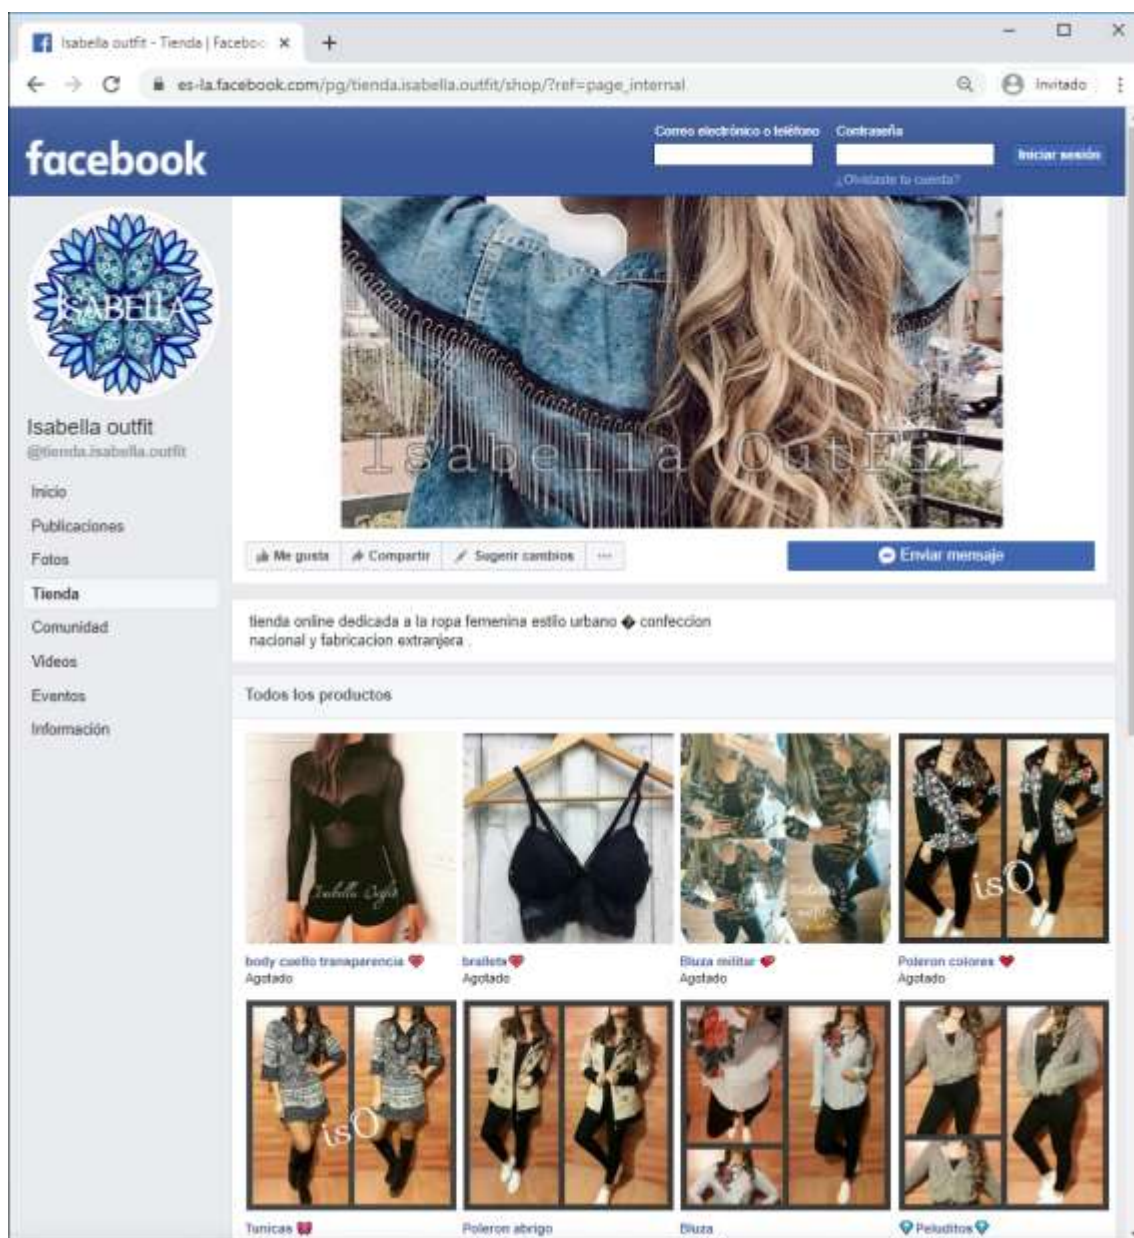 Isabella outfit - Tienda | Faceboo
es-la.facebook.com/pg/tienda.isabella.outfit/shop/?ref=page_internal
Invitado
facebook
Correo electrónico o teléfono
Contraseña
Iniciar sesión
¿Olvidaste tu cuenta?
ISABELLA
Isabella OutFit
Isabella outfit
@tienda.isabella.outfit
Inicio
Publicaciones
Fotos
Tienda
Comunidad
Videos
Eventos
Información
Me gusta
Compartir
Sugerir cambios
Enviar mensaje
tienda online dedicada a la ropa femenina estilo urbano � confeccion
nacional y fabricacion extranjera .
Todos los productos
Isabella Outfit
isO
body cuello transparencia
Agotado
Agotado
Bluza militar
Agotado
Poleron colores
Agotado
isO
Tunicas
Poleron abrigo
Bluza
Peluditos